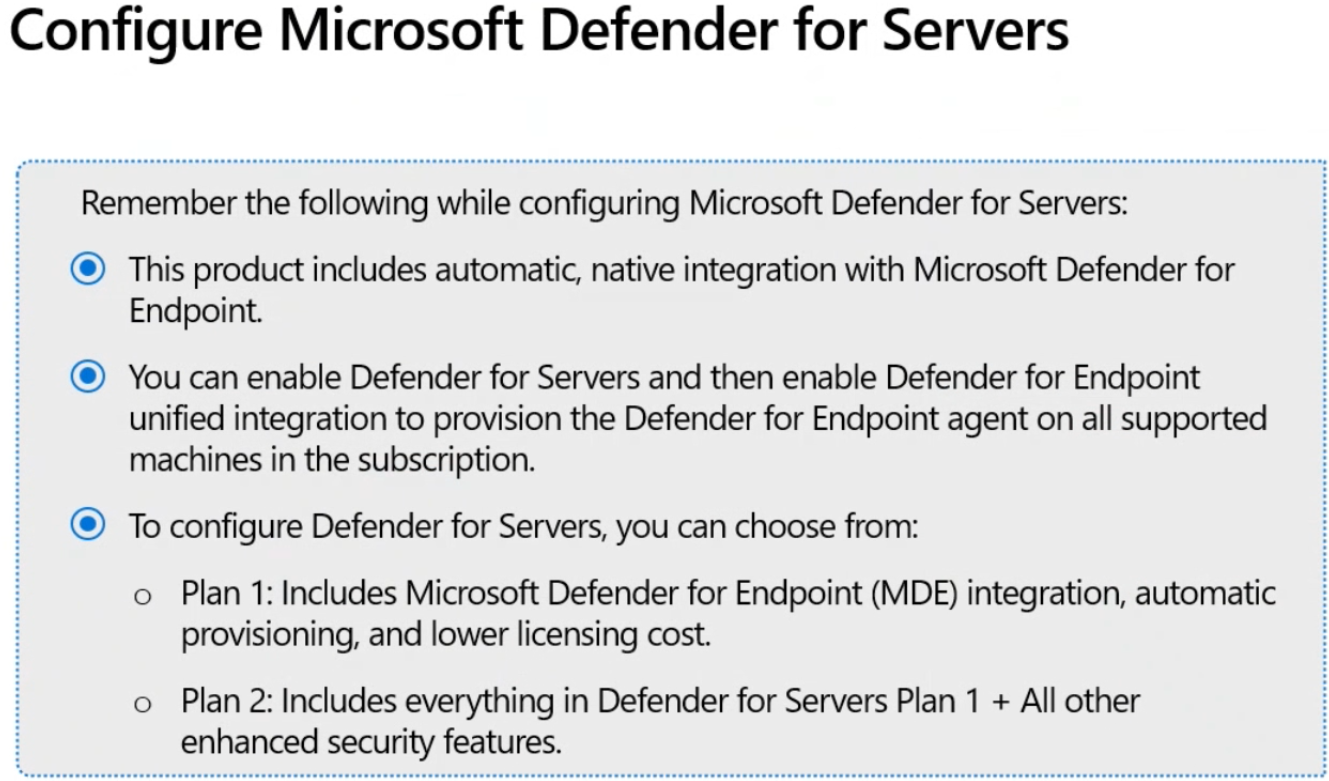 Configure Microsoft Defender for Servers
Remember the following while configuring Microsoft Defender for Servers:
This product includes automatic, native integration with Microsoft Defender for
Endpoint.
You can enable Defender for Servers and then enable Defender for Endpoint
unified integration to provision the Defender for Endpoint agent on all supported
machines in the subscription.
To configure Defender for Servers, you can choose from:
o Plan 1: Includes Microsoft Defender for Endpoint (MDE) integration, automatic
provisioning, and lower licensing cost.
o Plan 2: Includes everything in Defender for Servers Plan 1 + All other
enhanced security features.